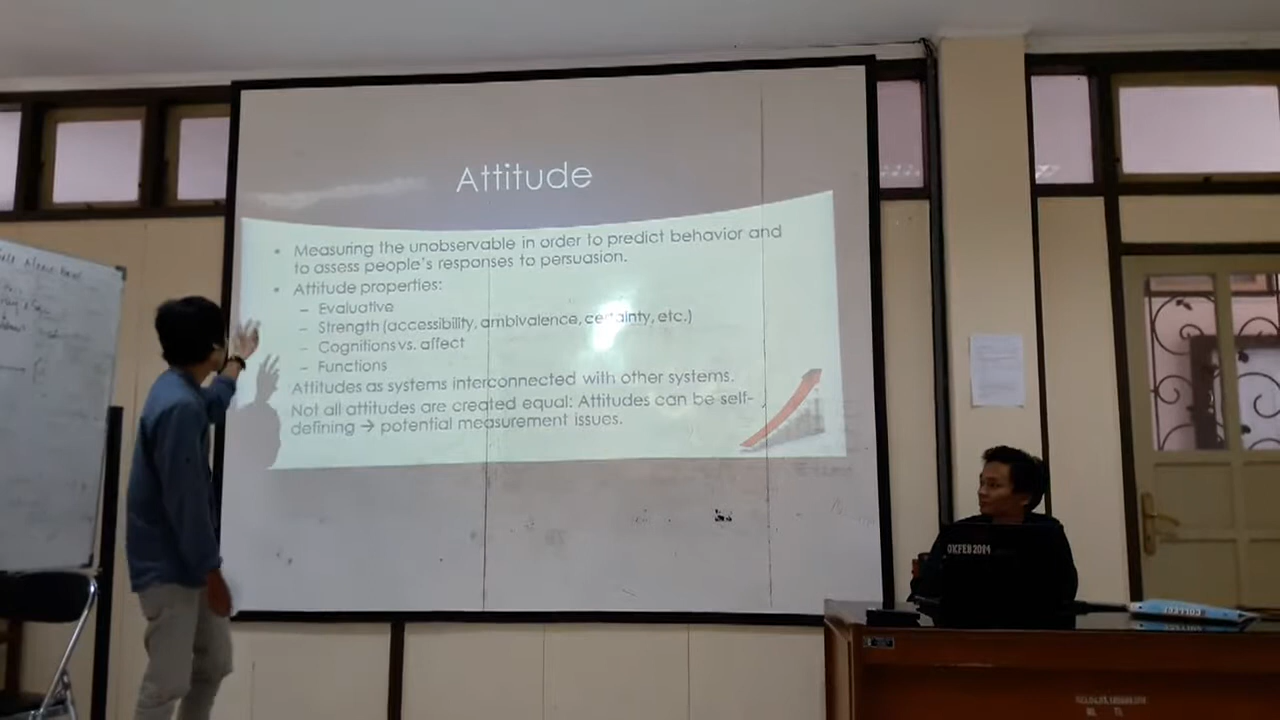 Attitude
• Measuring the unobservable in order to predict behavior and
to assess people's responses to persuasion.
• Attitude properties:
– Evaluative
– Strength (accessibility, ambivalence, certainty, etc.)
– Cognitions vs. affect
– Functions
Attitudes as systems interconnected with other systems.
Not all attitudes are created equal: Attitudes can be self-
defining → potential measurement issues.